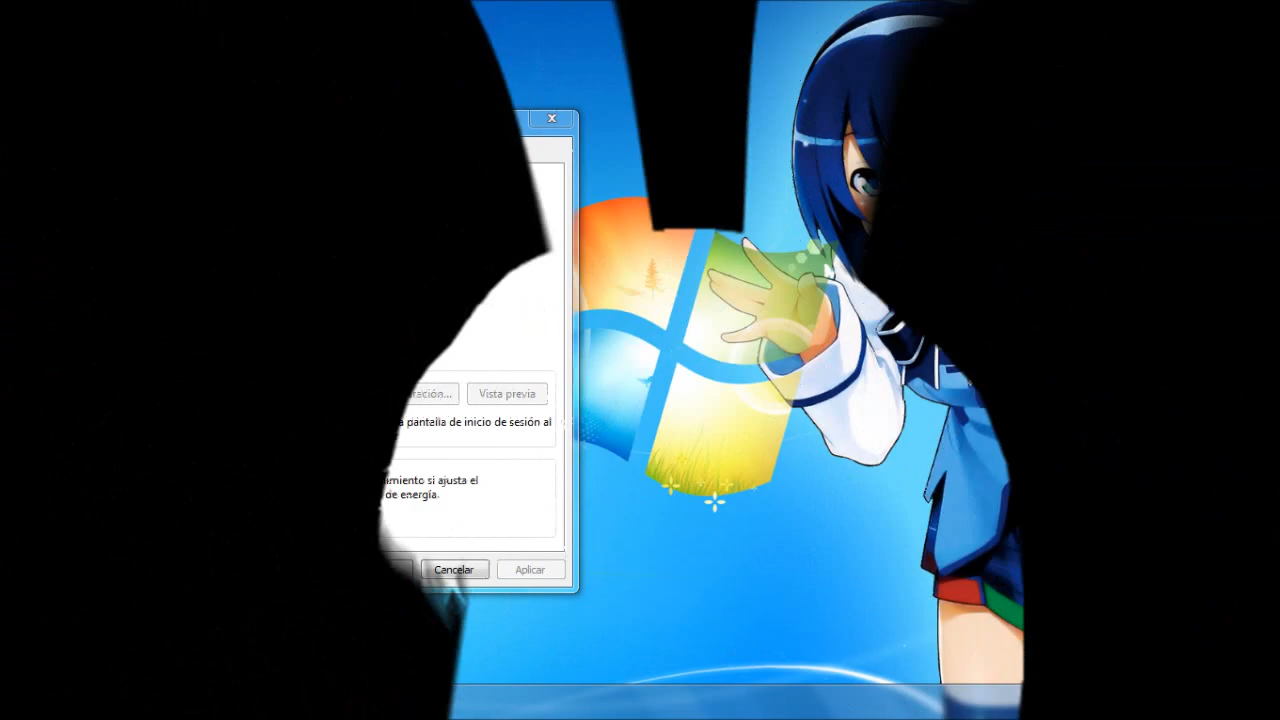 ración...
Vista previa
a pantalla de inicio de sesión al
miento si ajusta el
de energía.
Cancelar
Aplicar